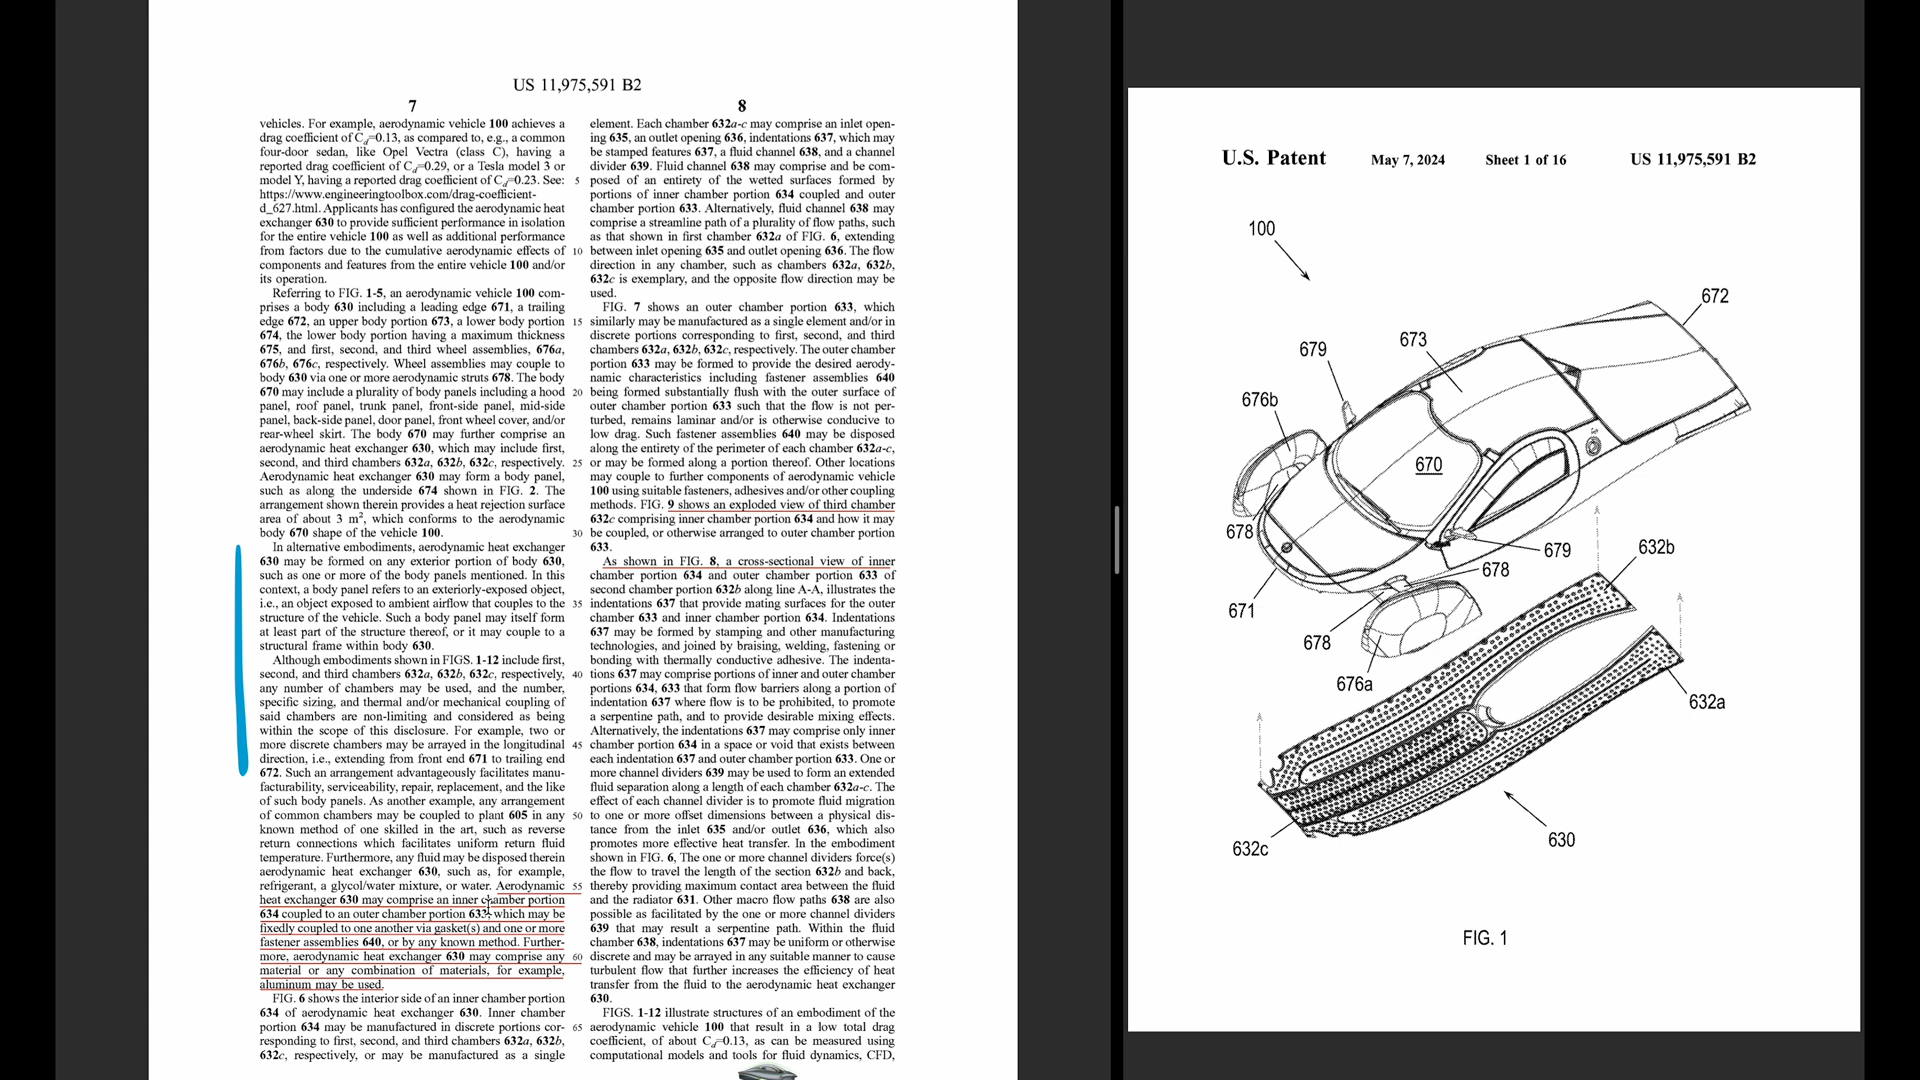 US 11,975,591 B2
7
vehicles. For example, aerodynamic vehicle 100 achieves a
drag coefficient of Cd=0.13, as compared to, e.g., a common
four-door sedan, like Opel Vectra (class C), having a
reported drag coefficient of Cd=0.29, or a Tesla model 3 or
model Y, having a reported drag coefficient of Cd=0.23. See: 5
https://www.engineeringtoolbox.com/drag-coefficient-
d_627.html. Applicants has configured the aerodynamic heat
exchanger 630 to provide sufficient performance in isolation
for the entire vehicle 100 as well as additional performance
from factors due to the cumulative aerodynamic effects of 10
components and features from the entire vehicle 100 and/or
its operation.
Referring to FIG. 1-5, an aerodynamic vehicle 100 com-
prises a body 630 including a leading edge 671, a trailing
edge 672, an upper body portion 673, a lower body portion 15
674, the lower body portion having a maximum thickness
675, and first, second, and third wheel assemblies, 676a,
676b, 676c, respectively. Wheel assemblies may couple to
body 630 via one or more aerodynamic struts 678. The body
670 may include a plurality of body panels including a hood 20
panel, roof panel, trunk panel, front-side panel, mid-side
panel, back-side panel, door panel, front wheel cover, and/or
rear-wheel skirt. The body 670 may further comprise an
aerodynamic heat exchanger 630, which may include first,
second, and third chambers 632a, 632b, 632c, respectively. 25
Aerodynamic heat exchanger 630 may form a body panel,
such as along the underside 674 shown in FIG. 2. The
arrangement shown therein provides a heat rejection surface
area of about 3 m², which conforms to the aerodynamic
body 670 shape of the vehicle 100. 30
In alternative embodiments, aerodynamic heat exchanger
630 may be formed on any exterior portion of body 630,
such as one or more of the body panels mentioned. In this
context, a body panel refers to an exteriorly-exposed object,
i.e., an object exposed to ambient airflow that couples to the 35
structure of the vehicle. Such a body panel may itself form
at least part of the structure thereof, or it may couple to a
structural frame within body 630.
Although embodiments shown in FIGS. 1-12 include first,
second, and third chambers 632a, 632b, 632c, respectively, 40
any number of chambers may be used, and the number,
specific sizing, and thermal and/or mechanical coupling of
said chambers are non-limiting and considered as being
within the scope of this disclosure. For example, two or
more discrete chambers may be arrayed in the longitudinal 45
direction, i.e., extending from front end 671 to trailing end
672. Such an arrangement advantageously facilitates manu-
facturability, serviceability, repair, replacement, and the like
of such body panels. As another example, any arrangement
of common chambers may be coupled to plant 605 in any 50
known method of one skilled in the art, such as reverse
return connections which facilitates uniform return fluid
temperature. Furthermore, any fluid may be disposed therein
aerodynamic heat exchanger 630, such as, for example,
refrigerant, a glycol/water mixture, or water. Aerodynamic 55
heat exchanger 630 may comprise an inner chamber portion
634 coupled to an outer chamber portion 633, which may be
fixedly coupled to one another via gasket(s) and one or more
fastener assemblies 640, or by any known method. Further-
more, aerodynamic heat exchanger 630 may comprise any 60
material or any combination of materials, for example,
aluminum may be used.
FIG. 6 shows the interior side of an inner chamber portion
634 of aerodynamic heat exchanger 630. Inner chamber
portion 634 may be manufactured in discrete portions cor- 65
responding to first, second, and third chambers 632a, 632b,
632c, respectively, or may be manufactured as a single
8
element. Each chamber 632a-c may comprise an inlet open-
ing 635, an outlet opening 636, indentations 637, which may
be stamped features 637, a fluid channel 638, and a channel
divider 639. Fluid channel 638 may comprise and be com-
posed of an entirety of the wetted surfaces formed by
portions of inner chamber portion 634 coupled and outer
chamber portion 633. Alternatively, fluid channel 638 may
comprise a streamline path of a plurality of flow paths, such
as that shown in first chamber 632a of FIG. 6, extending
between inlet opening 635 and outlet opening 636. The flow
direction in any chamber, such as chambers 632a, 632b,
632c is exemplary, and the opposite flow direction may be
used.
FIG. 7 shows an outer chamber portion 633, which
similarly may be manufactured as a single element and/or in
discrete portions corresponding to first, second, and third
chambers 632a, 632b, 632c, respectively. The outer chamber
portion 633 may be formed to provide the desired aerody-
namic characteristics including fastener assemblies 640
being formed substantially flush with the outer surface of
outer chamber portion 633 such that the flow is not per-
turbed, remains laminar and/or is otherwise conducive to
low drag. Such fastener assemblies 640 may be disposed
along the entirety of the perimeter of each chamber 632a-c,
or may be formed along a portion thereof. Other locations
may couple to further components of aerodynamic vehicle
100 using suitable fasteners, adhesives and/or other coupling
methods. FIG. 9 shows an exploded view of third chamber
632c comprising inner chamber portion 634 and how it may
be coupled, or otherwise arranged to outer chamber portion
633.
As shown in FIG. 8, a cross-sectional view of inner
chamber portion 634 and outer chamber portion 633 of
second chamber portion 632b along line A-A, illustrates the
indentations 637 that provide mating surfaces for the outer
chamber 633 and inner chamber portion 634. Indentations
637 may be formed by stamping and other manufacturing
technologies, and joined by braising, welding, fastening or
bonding with thermally conductive adhesive. The indenta-
tions 637 may comprise portions of inner and outer chamber
portions 634, 633 that form flow barriers along a portion of
indentation 637 where flow is to be prohibited, to promote
a serpentine path, and to provide desirable mixing effects.
Alternatively, the indentations 637 may comprise only inner
chamber portion 634 in a space or void that exists between
each indentation 637 and outer chamber portion 633. One or
more channel dividers 639 may be used to form an extended
fluid separation along a length of each chamber 632a-c. The
effect of each channel divider is to promote fluid migration
to one or more offset dimensions between a physical dis-
tance from the inlet 635 and/or outlet 636, which also
promotes more effective heat transfer. In the embodiment
shown in FIG. 6, The one or more channel dividers force(s)
the flow to travel the length of the section 632b and back,
thereby providing maximum contact area between the fluid
and the radiator 631. Other macro flow paths 638 are also
possible as facilitated by the one or more channel dividers
639 that may result a serpentine path. Within the fluid
chamber 638, indentations 637 may be uniform or otherwise
discrete and may be arrayed in any suitable manner to cause
turbulent flow that further increases the efficiency of heat
transfer from the fluid to the aerodynamic heat exchanger
630.
FIGS. 1-12 illustrate structures of an embodiment of the
aerodynamic vehicle 100 that result in a low total drag
coefficient, of about Cd=0.13, as can be measured using
computational models and tools for fluid dynamics, CFD,
U.S. Patent May 7, 2024 Sheet 1 of 16 US 11,975,591 B2
100
672
673
679
676b
670
678
679
632b
678
671
678
676a
632a
630
632c
FIG. 1